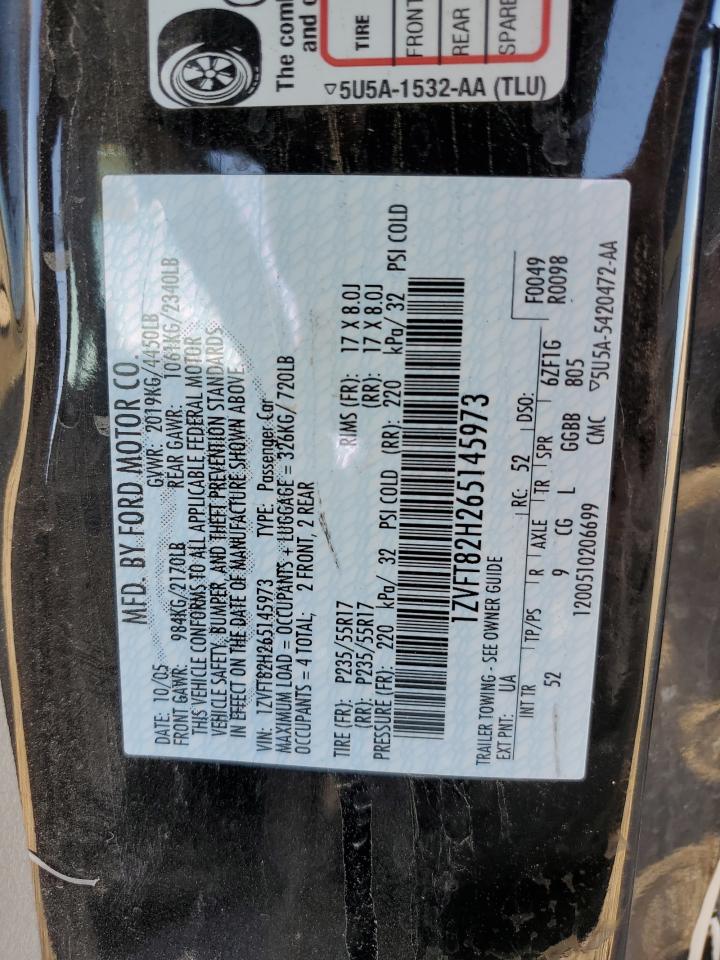 The comb
and c
TIRE
FRONT
REAR
SPARE
▽5U5A-1532-AA (TLU)
MFD. BY FORD MOTOR CO.
DATE: 10/05 GVWR: 2019KG/4450LB
FRONT GAWR: 984KG/2170LB REAR GAWR: 1061KG/2340LB
THIS VEHICLE CONFORMS TO ALL APPLICABLE FEDERAL MOTOR
VEHICLE SAFETY, BUMPER, AND THEFT PREVENTION STANDARDS
IN EFFECT ON THE DATE OF MANUFACTURE SHOWN ABOVE.
VIN: 1ZVFT82H265145973 TYPE: Passenger Car
MAXIMUM LOAD = OCCUPANTS + LUGGAGE = 326KG/720LB
OCCUPANTS = 4 TOTAL; 2 FRONT, 2 REAR
TIRE (FR): P235/55R17 RIMS (FR): 17 X 8.0J
(RR): P235/55R17 (RR): 17 X 8.0J
PRESSURE (FR): 220 kPa/ 32 PSI COLD (RR): 220 kPa/ 32 PSI COLD
1ZVFT82H265145973
TRAILER TOWING - SEE OWNER GUIDE F0049
EXT PNT: UA RC: 52 DSO: R0098
INT TR TP/PS R AXLE TR SPR
52 9 CG L GGBB 6ZF1G
1200510206699 CMC 805
▽5U5A-5420472-AA